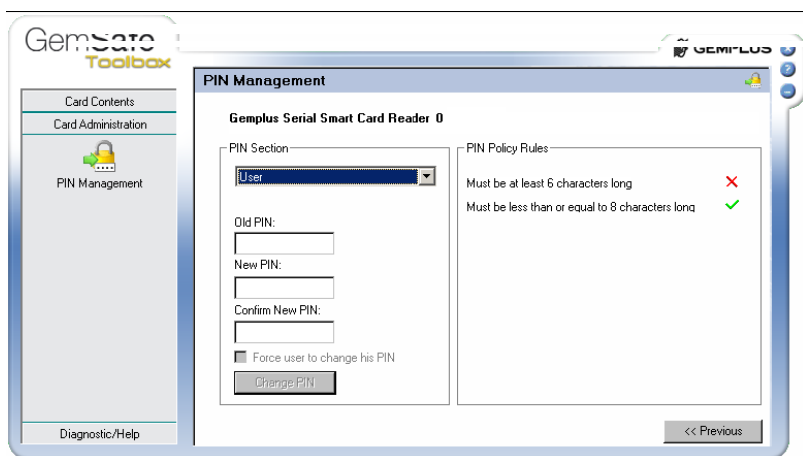 GemSafe
Toolbox
GEMPLUS
PIN Management
Card Contents
Card Administration
PIN Management
Diagnostic/Help
Gemplus Serial Smart Card Reader 0
PIN Section
User
Old PIN:
New PIN:
Confirm New PIN:
Force user to change his PIN
Change PIN
PIN Policy Rules
Must be at least 6 characters long
Must be less than or equal to 8 characters long
<< Previous